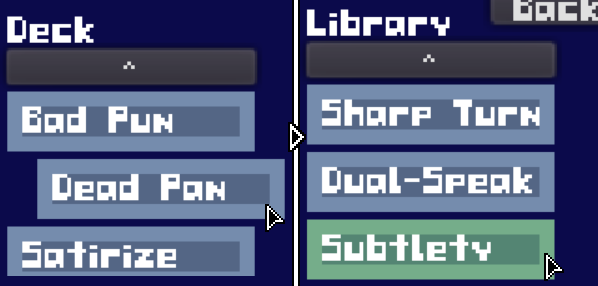 Deck
^
Bad Pun
Dead Pan
Satirize
Back
Library
^
Sharp Turn
Dual-Speak
Subtlety